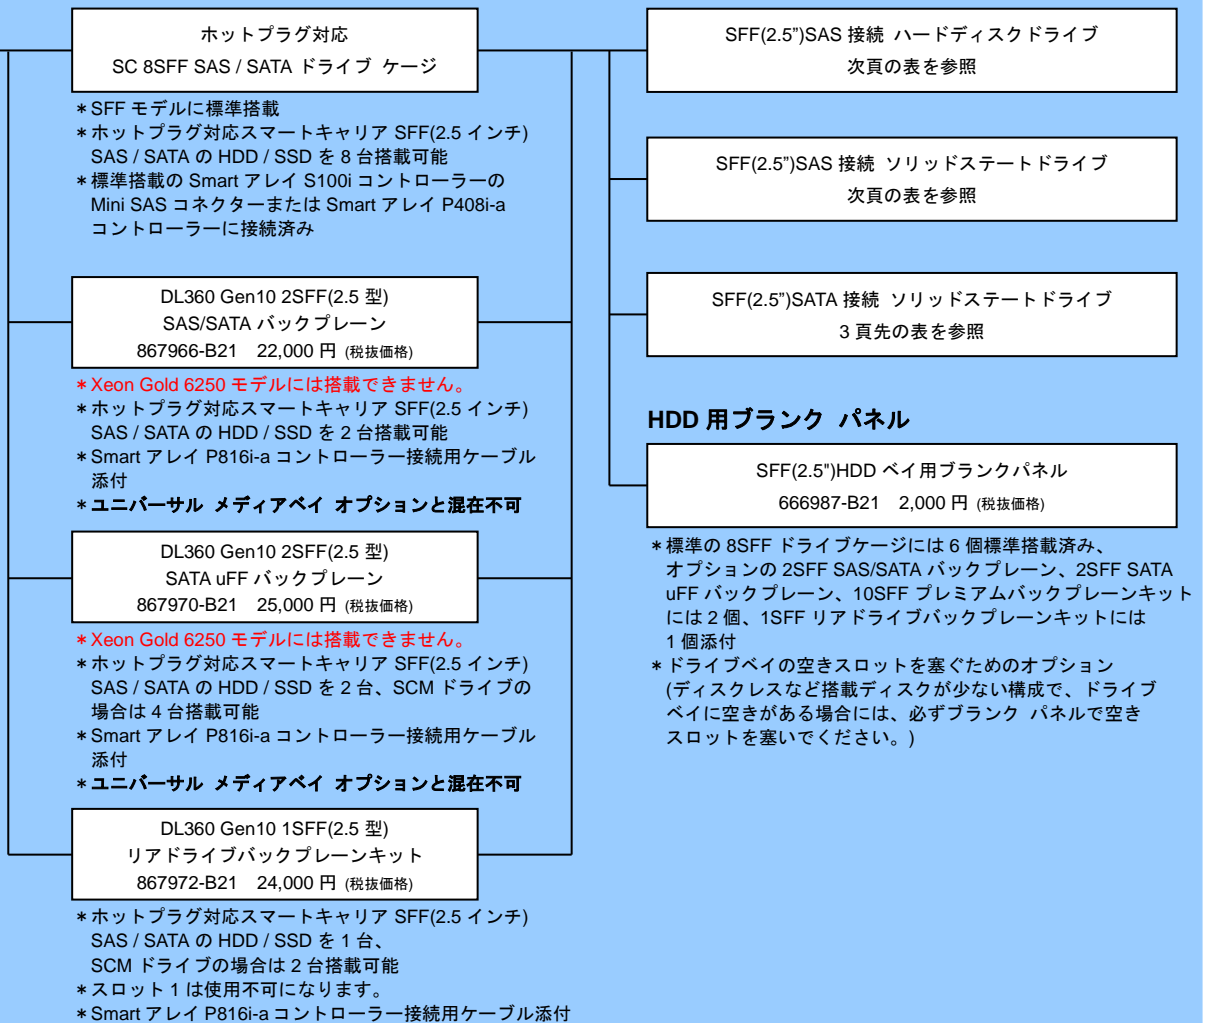 ホットプラグ対応
SC 8SFF SAS / SATA ドライブ ケージ
＊SFF モデルに標準搭載
＊ホットプラグ対応スマートキャリア SFF(2.5 インチ)
SAS / SATA の HDD / SSD を 8 台搭載可能
＊標準搭載の Smart アレイ S100i コントローラーの
Mini SAS コネクターまたは Smart アレイ P408i-a
コントローラーに接続済み
DL360 Gen10 2SFF(2.5 型)
SAS/SATA バックプレーン
867966-B21 22,000 円 (税抜価格)
＊Xeon Gold 6250 モデルには搭載できません。
＊ホットプラグ対応スマートキャリア SFF(2.5 インチ)
SAS / SATA の HDD / SSD を 2 台搭載可能
＊Smart アレイ P816i-a コントローラー接続用ケーブル
添付
＊ユニバーサル メディアベイ オプションと混在不可
DL360 Gen10 2SFF(2.5 型)
SATA uFF バックプレーン
867970-B21 25,000 円 (税抜価格)
＊Xeon Gold 6250 モデルには搭載できません。
＊ホットプラグ対応スマートキャリア SFF(2.5 インチ)
SAS / SATA の HDD / SSD を 2 台、SCM ドライブの
場合は 4 台搭載可能
＊Smart アレイ P816i-a コントローラー接続用ケーブル
添付
＊ユニバーサル メディアベイ オプションと混在不可
DL360 Gen10 1SFF(2.5 型)
リアドライブバックプレーンキット
867972-B21 24,000 円 (税抜価格)
＊ホットプラグ対応スマートキャリア SFF(2.5 インチ)
SAS / SATA の HDD / SSD を 1 台、
SCM ドライブの場合は 2 台搭載可能
＊スロット 1 は使用不可になります。
＊Smart アレイ P816i-a コントローラー接続用ケーブル添付
SFF(2.5”)SAS 接続 ハードディスクドライブ
次頁の表を参照
SFF(2.5”)SAS 接続 ソリッドステートドライブ
次頁の表を参照
SFF(2.5”)SATA 接続 ソリッドステートドライブ
3 頁先の表を参照
HDD 用ブランク パネル
SFF(2.5")HDD ベイ用ブランクパネル
666987-B21 2,000 円 (税抜価格)
＊標準の 8SFF ドライブケージには 6 個標準搭載済み、
オプションの 2SFF SAS/SATA バックプレーン、2SFF SATA
uFF バックプレーン、10SFF プレミアムバックプレーンキット
には 2 個、1SFF リアドライブバックプレーンキットには
1 個添付
＊ドライブベイの空きスロットを塞ぐためのオプション
(ディスクレスなど搭載ディスクが少ない構成で、ドライブ
ベイに空きがある場合には、必ずブランク パネルで空き
スロットを塞いでください。)